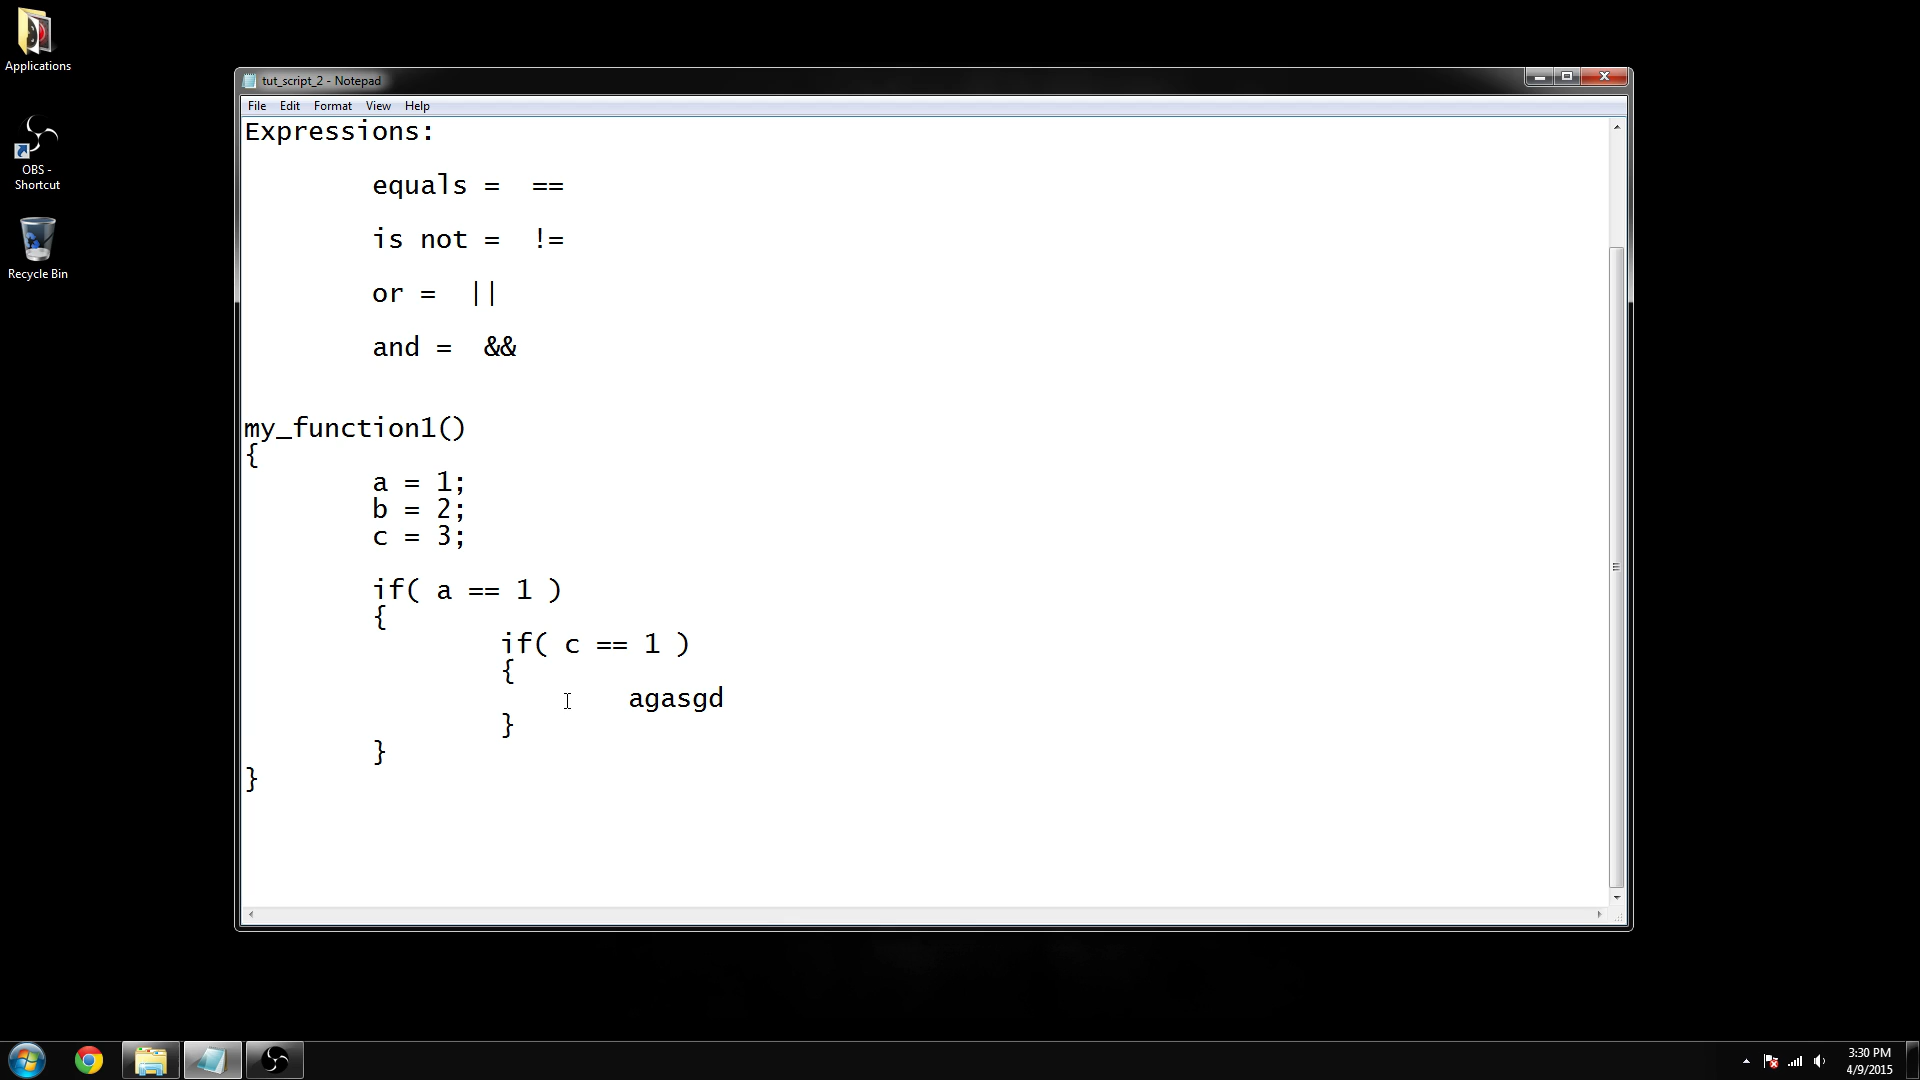 Applications
OBS -
Shortcut
Recycle Bin
tut_script_2 - Notepad
File Edit Format View Help
Expressions:
equals = ==
is not = !=
or = ||
and = &&
my_function1()
{
a = 1;
b = 2;
c = 3;
if( a == 1 )
{
if( c == 1 )
{
agasgd
}
}
}
3:30 PM
4/9/2015